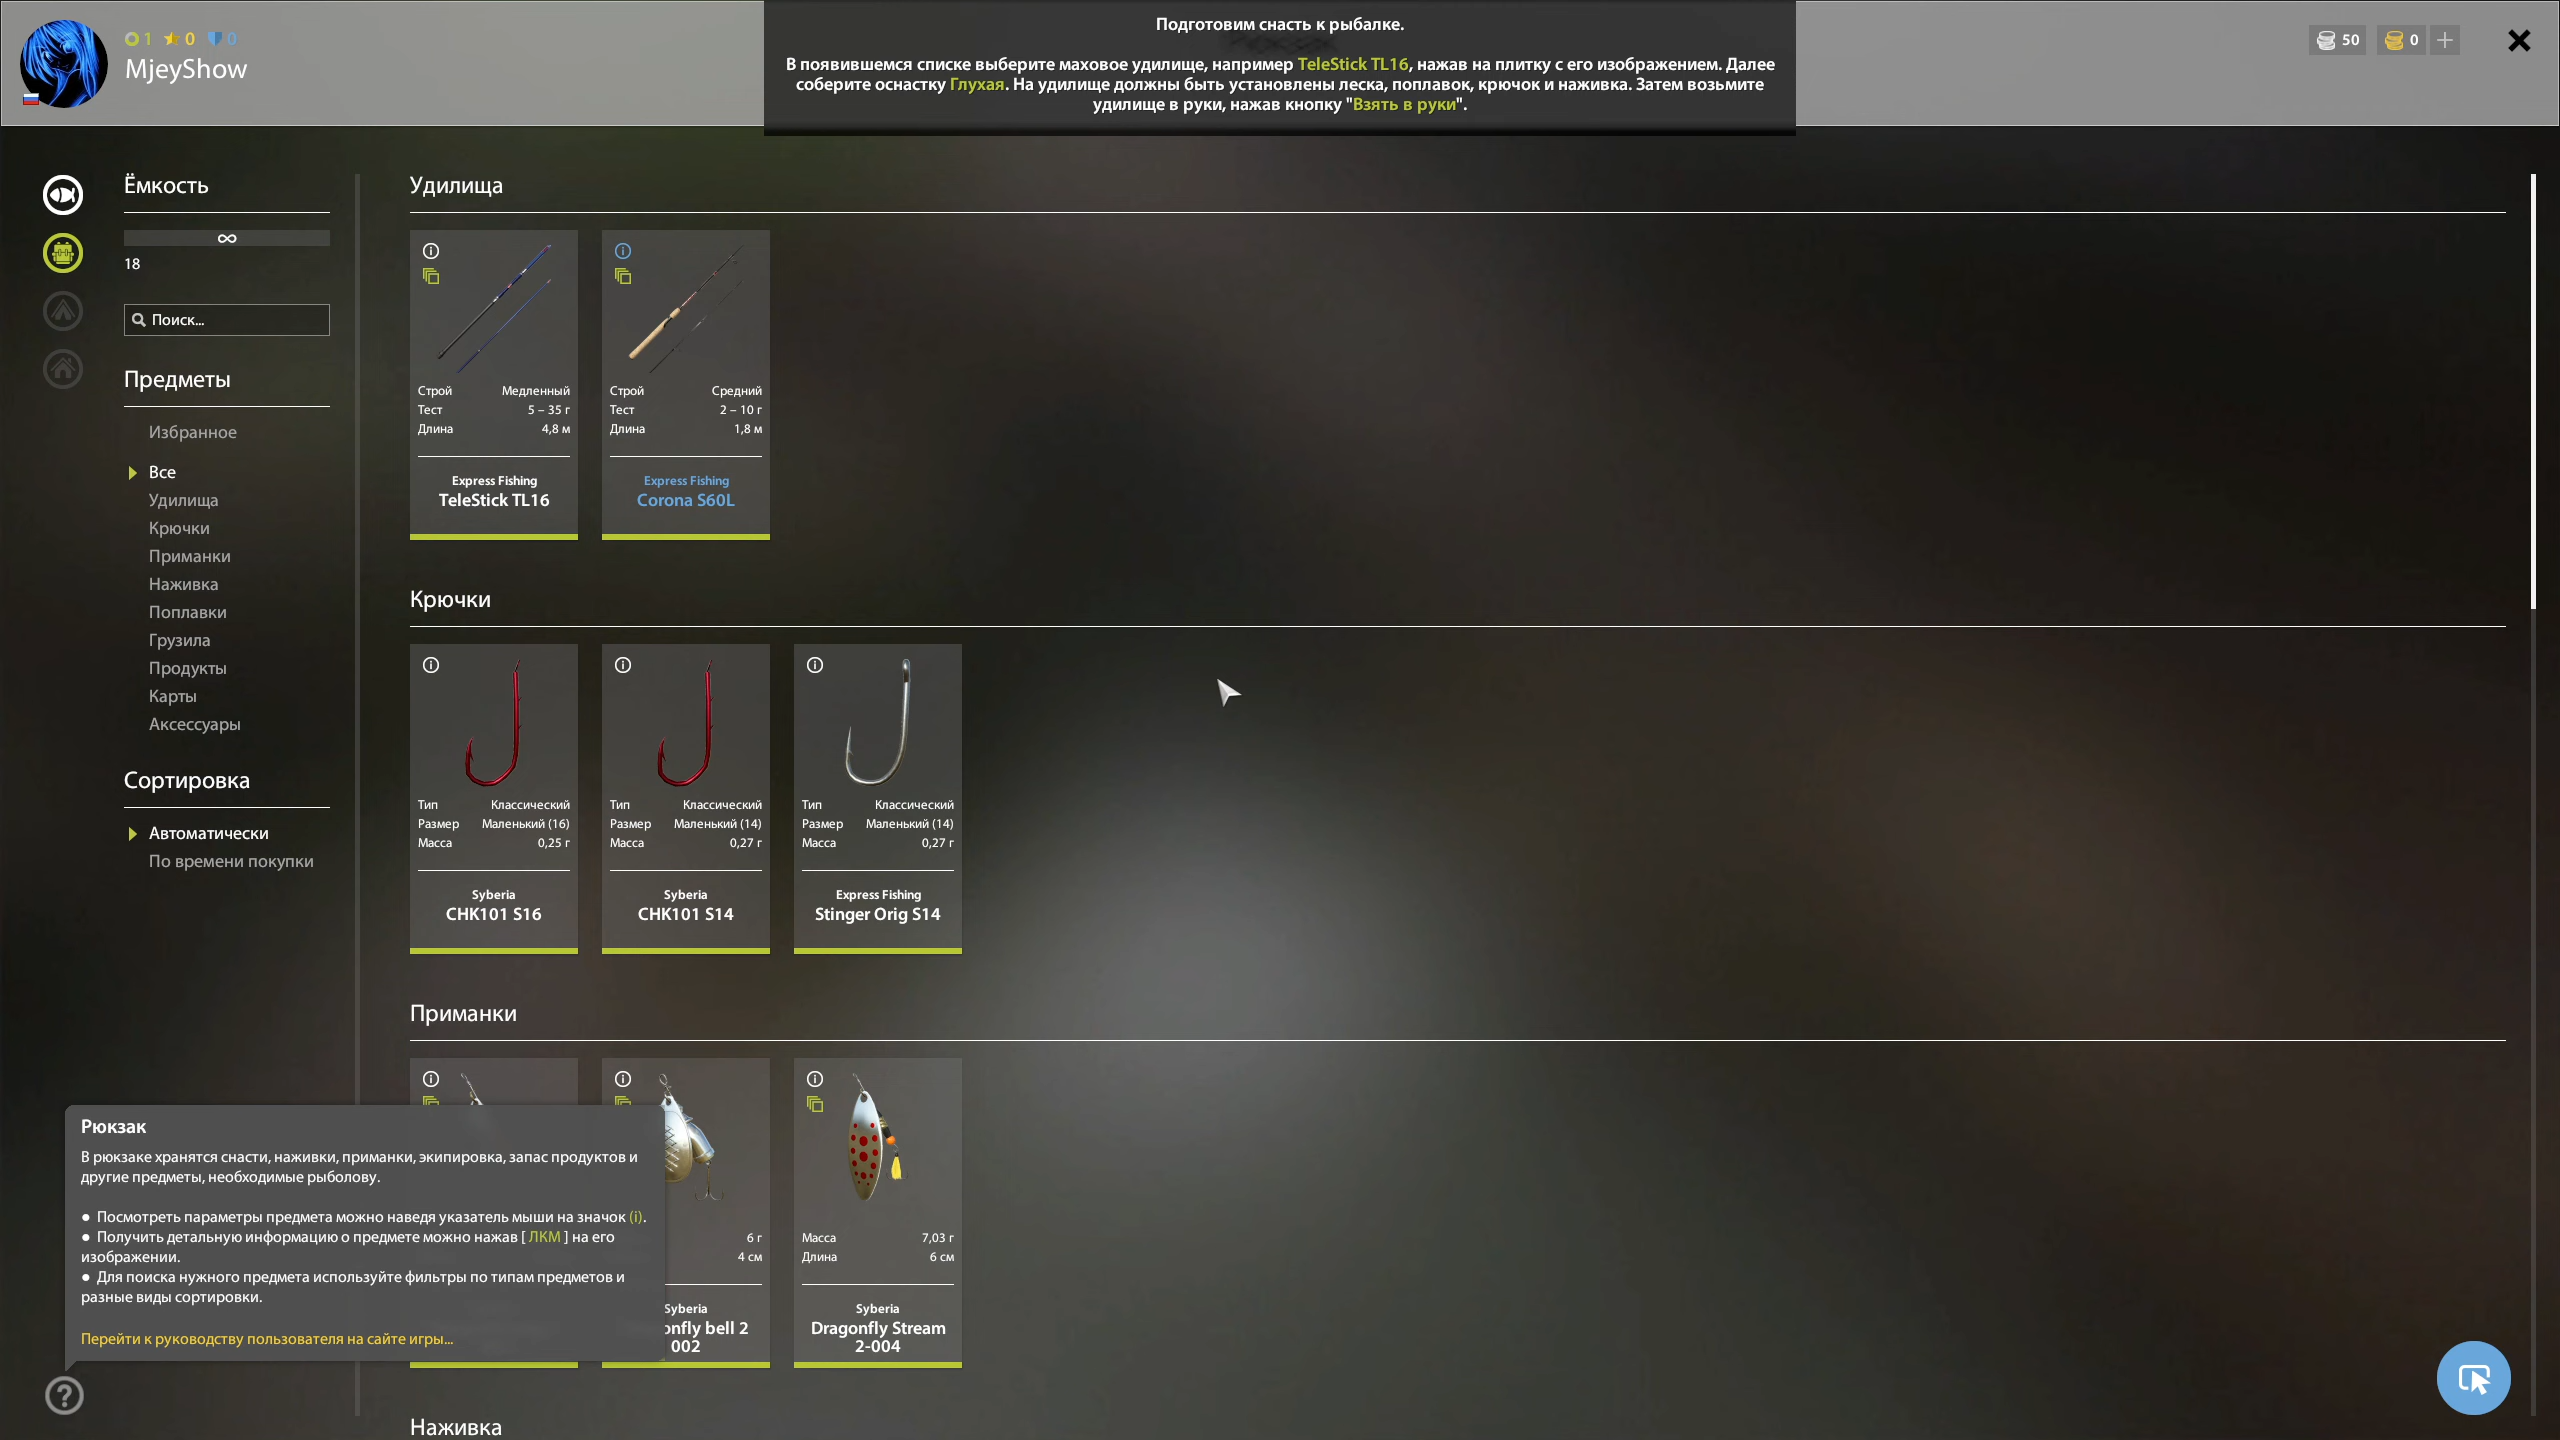 1 0 0
MjeyShow
Подготовим снасть к рыбалке.
В появившемся списке выберите маховое удилище, например TeleStick TL16, нажав на плитку с его изображением. Далее
соберите оснастку Глухая. На удилище должны быть установлены леска, поплавок, крючок и наживка. Затем возьмите
удилище в руки, нажав кнопку "Взять в руки".
50 0
Ёмкость
∞
18
Поиск...
Предметы
Избранное
Все
Удилища
Крючки
Приманки
Наживка
Поплавки
Грузила
Продукты
Карты
Аксессуары
Сортировка
Автоматически
По времени покупки
Удилища
Строй Медленный
Тест 5 – 35 г
Длина 4,8 м
Express Fishing
TeleStick TL16
Строй Средний
Тест 2 – 10 г
Длина 1,8 м
Express Fishing
Corona S60L
Крючки
Тип Классический
Размер Маленький (16)
Масса 0,25 г
Syberia
CHK101 S16
Тип Классический
Размер Маленький (14)
Масса 0,27 г
Syberia
CHK101 S14
Тип Классический
Размер Маленький (14)
Масса 0,27 г
Express Fishing
Stinger Orig S14
Приманки
6 г
4 см
Syberia
onfly bell 2
002
Масса 7,03 г
Длина 6 см
Syberia
Dragonfly Stream
2-004
Наживка
Рюкзак
В рюкзаке хранятся снасти, наживки, приманки, экипировка, запас продуктов и
другие предметы, необходимые рыболову.
● Посмотреть параметры предмета можно наведя указатель мыши на значок (i).
● Получить детальную информацию о предмете можно нажав [ ЛКМ ] на его
изображении.
● Для поиска нужного предмета используйте фильтры по типам предметов и
разные виды сортировки.
Перейти к руководству пользователя на сайте игры...
?